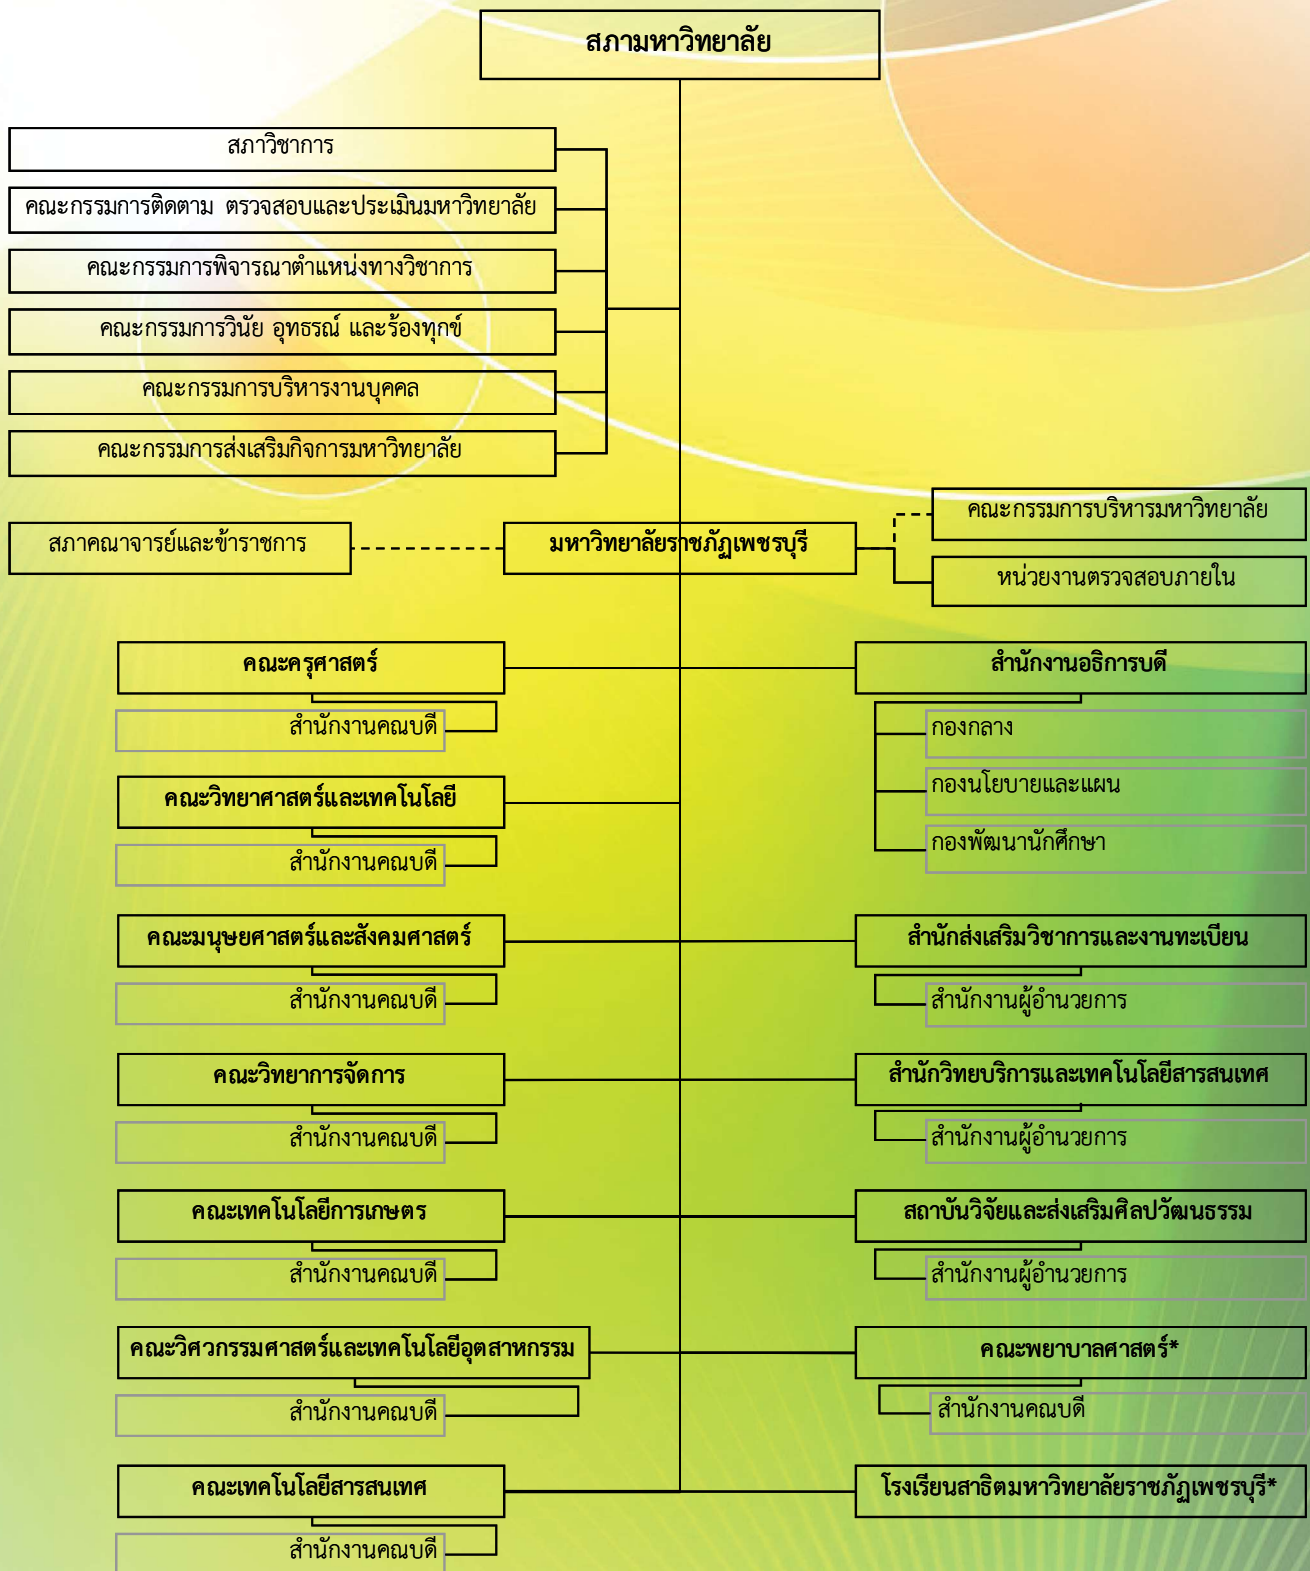 สภามหาวิทยาลัย
สภาวิชาการ
คณะกรรมการติดตาม ตรวจสอบและประเมินมหาวิทยาลัย
คณะกรรมการพิจารณาตำแหน่งทางวิชาการ
คณะกรรมการวินัย อุทธรณ์ และร้องทุกข์
คณะกรรมการบริหารงานบุคคล
คณะกรรมการส่งเสริมกิจการมหาวิทยาลัย
คณะกรรมการบริหารมหาวิทยาลัย
สภาคณาจารย์และข้าราชการ
มหาวิทยาลัยราชภัฏเพชรบุรี
หน่วยงานตรวจสอบภายใน
คณะครุศาสตร์
สำนักงานคณบดี
คณะวิทยาศาสตร์และเทคโนโลยี
สำนักงานคณบดี
คณะมนุษยศาสตร์และสังคมศาสตร์
สำนักงานคณบดี
คณะวิทยาการจัดการ
สำนักงานคณบดี
คณะเทคโนโลยีการเกษตร
สำนักงานคณบดี
คณะวิศวกรรมศาสตร์และเทคโนโลยีอุตสาหกรรม
สำนักงานคณบดี
คณะเทคโนโลยีสารสนเทศ
สำนักงานคณบดี
สำนักงานอธิการบดี
กองกลาง
กองนโยบายและแผน
กองพัฒนานักศึกษา
สำนักส่งเสริมวิชาการและงานทะเบียน
สำนักงานผู้อำนวยการ
สำนักวิทยบริการและเทคโนโลยีสารสนเทศ
สำนักงานผู้อำนวยการ
สถาบันวิจัยและส่งเสริมศิลปวัฒนธรรม
สำนักงานผู้อำนวยการ
คณะพยาบาลศาสตร์*
สำนักงานคณบดี
โรงเรียนสาธิตมหาวิทยาลัยราชภัฏเพชรบุรี*